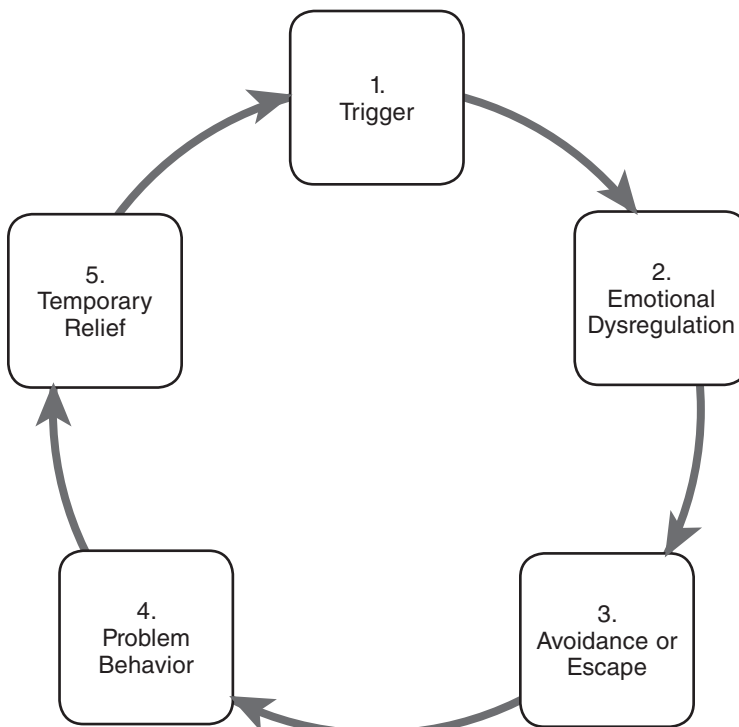 1.
Trigger
2.
Emotional
Dysregulation
3.
Avoidance or
Escape
4.
Problem
Behavior
5.
Temporary
Relief